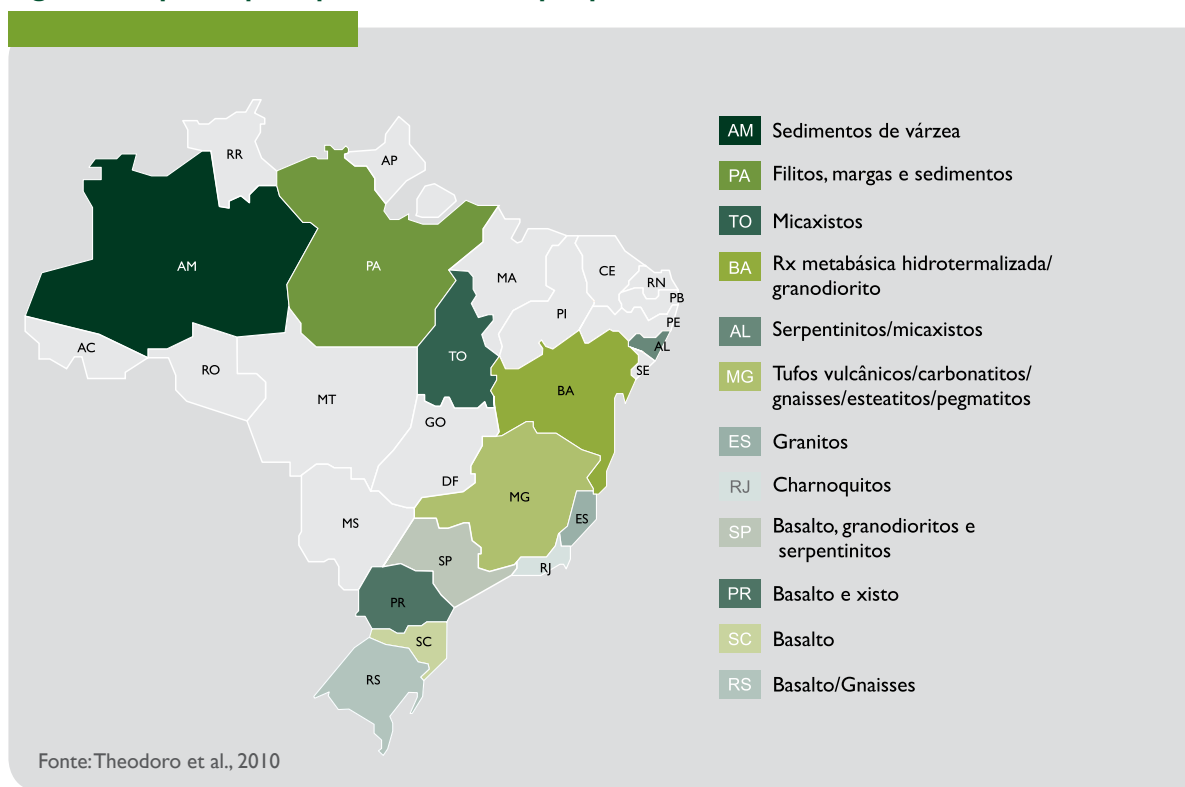 RR
AP
AM
PA
MA
CE
RN
PB
PI
PE
AL
AC
RO
TO
SE
MT
BA
GO
DF
MG
MS
ES
SP
RJ
PR
SC
RS
AM Sedimentos de várzea
PA Filitos, margas e sedimentos
TO Micaxistos
BA Rx metabásica hidrotermalizada/
granodiorito
AL Serpentinitos/micaxistos
MG Tufos vulcânicos/carbonatitos/
gnaisses/esteatitos/pegmatitos
ES Granitos
RJ Charnoquitos
SP Basalto, granodioritos e
serpentinitos
PR Basalto e xisto
SC Basalto
RS Basalto/Gnaisses
Fonte: Theodoro et al., 2010